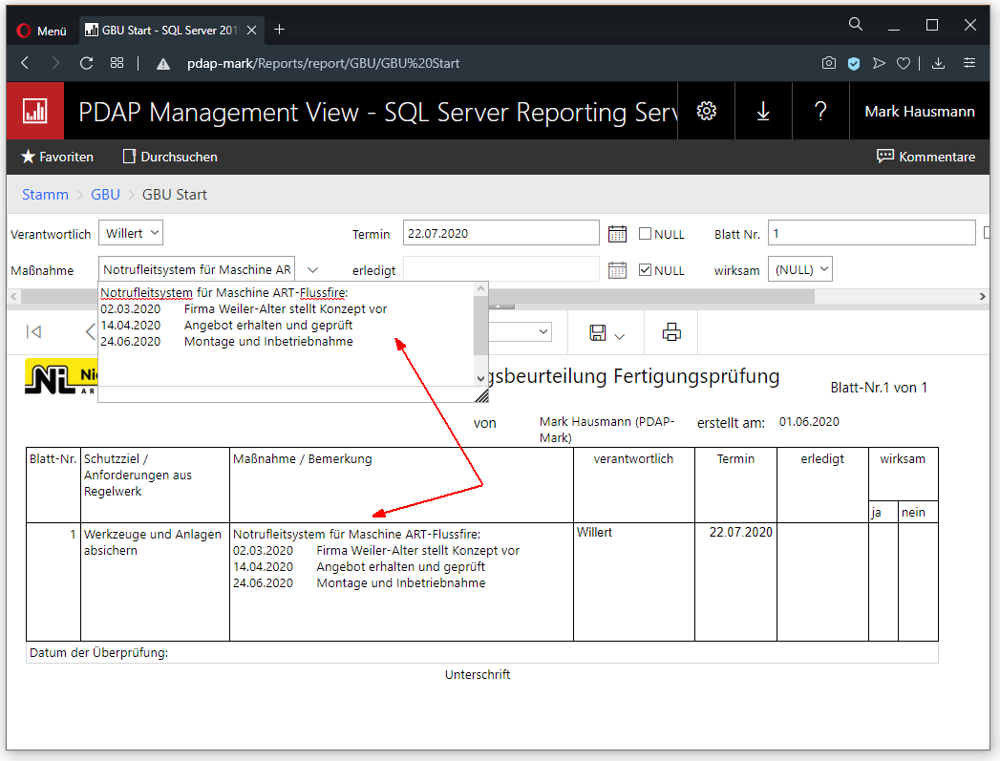 Menü
GBU Start - SQL Server 201
pdap-mark/Reports/report/GBU/GBU%20Start
PDAP Management View - SQL Server Reporting Serv
?
Mark Hausmann
Favoriten
Durchsuchen
Kommentare
Stamm > GBU > GBU Start
Verantwortlich Willert Termin 22.07.2020 NULL Blatt Nr. 1
Maßnahme Notrufleitsystem für Maschine AR erledigt NULL wirksam (NULL)
Notrufleitsystem für Maschine ART-Flussfire:
02.03.2020 Firma Weiler-Alter stellt Konzept vor
14.04.2020 Angebot erhalten und geprüft
24.06.2020 Montage und Inbetriebnahme
gsbeurteilung Fertigungsprüfung
Blatt-Nr.1 von 1
von Mark Hausmann (PDAP-
Mark)
erstellt am: 01.06.2020
Blatt-Nr. Schutzziel /
Anforderungen aus
Regelwerk
Maßnahme / Bemerkung
verantwortlich
Termin
erledigt
wirksam
ja nein
1 Werkzeuge und Anlagen
absichern
Notrufleitsystem für Maschine ART-Flussfire:
02.03.2020 Firma Weiler-Alter stellt Konzept vor
14.04.2020 Angebot erhalten und geprüft
24.06.2020 Montage und Inbetriebnahme
Willert
22.07.2020
Datum der Überprüfung:
Unterschrift